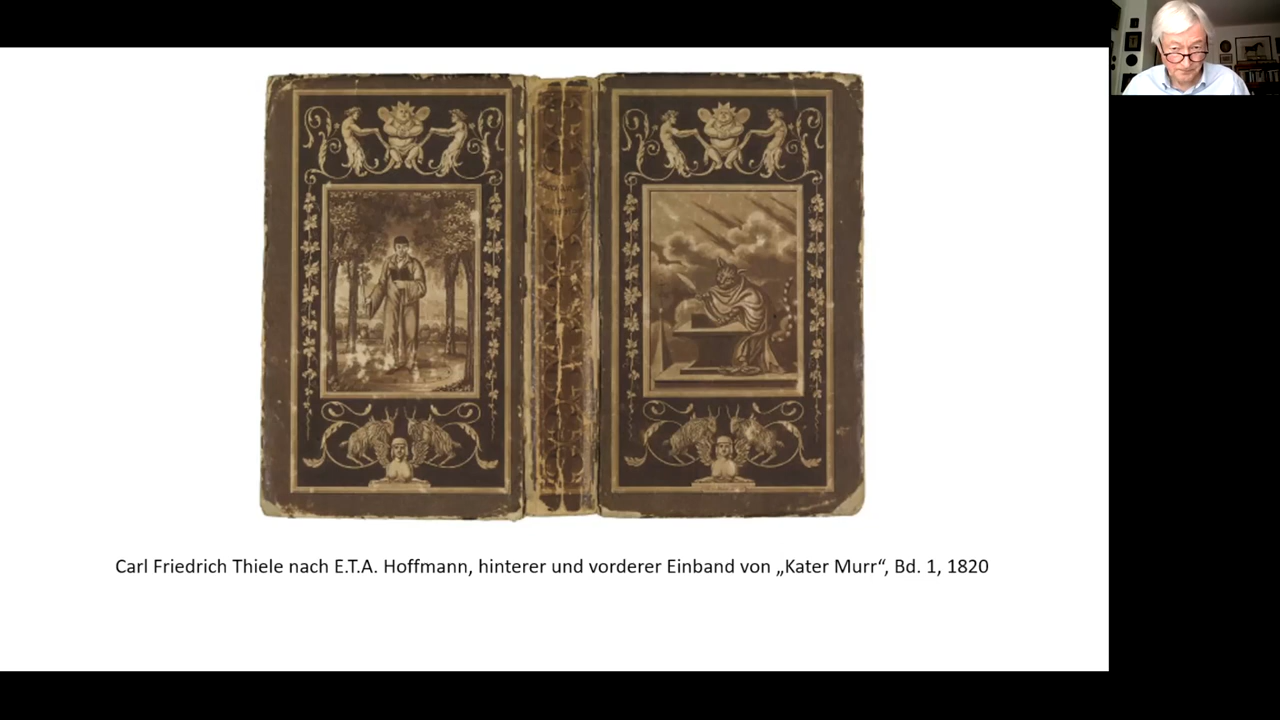 Carl Friedrich Thiele nach E.T.A. Hoffmann, hinterer und vorderer Einband von „Kater Murr“, Bd. 1, 1820